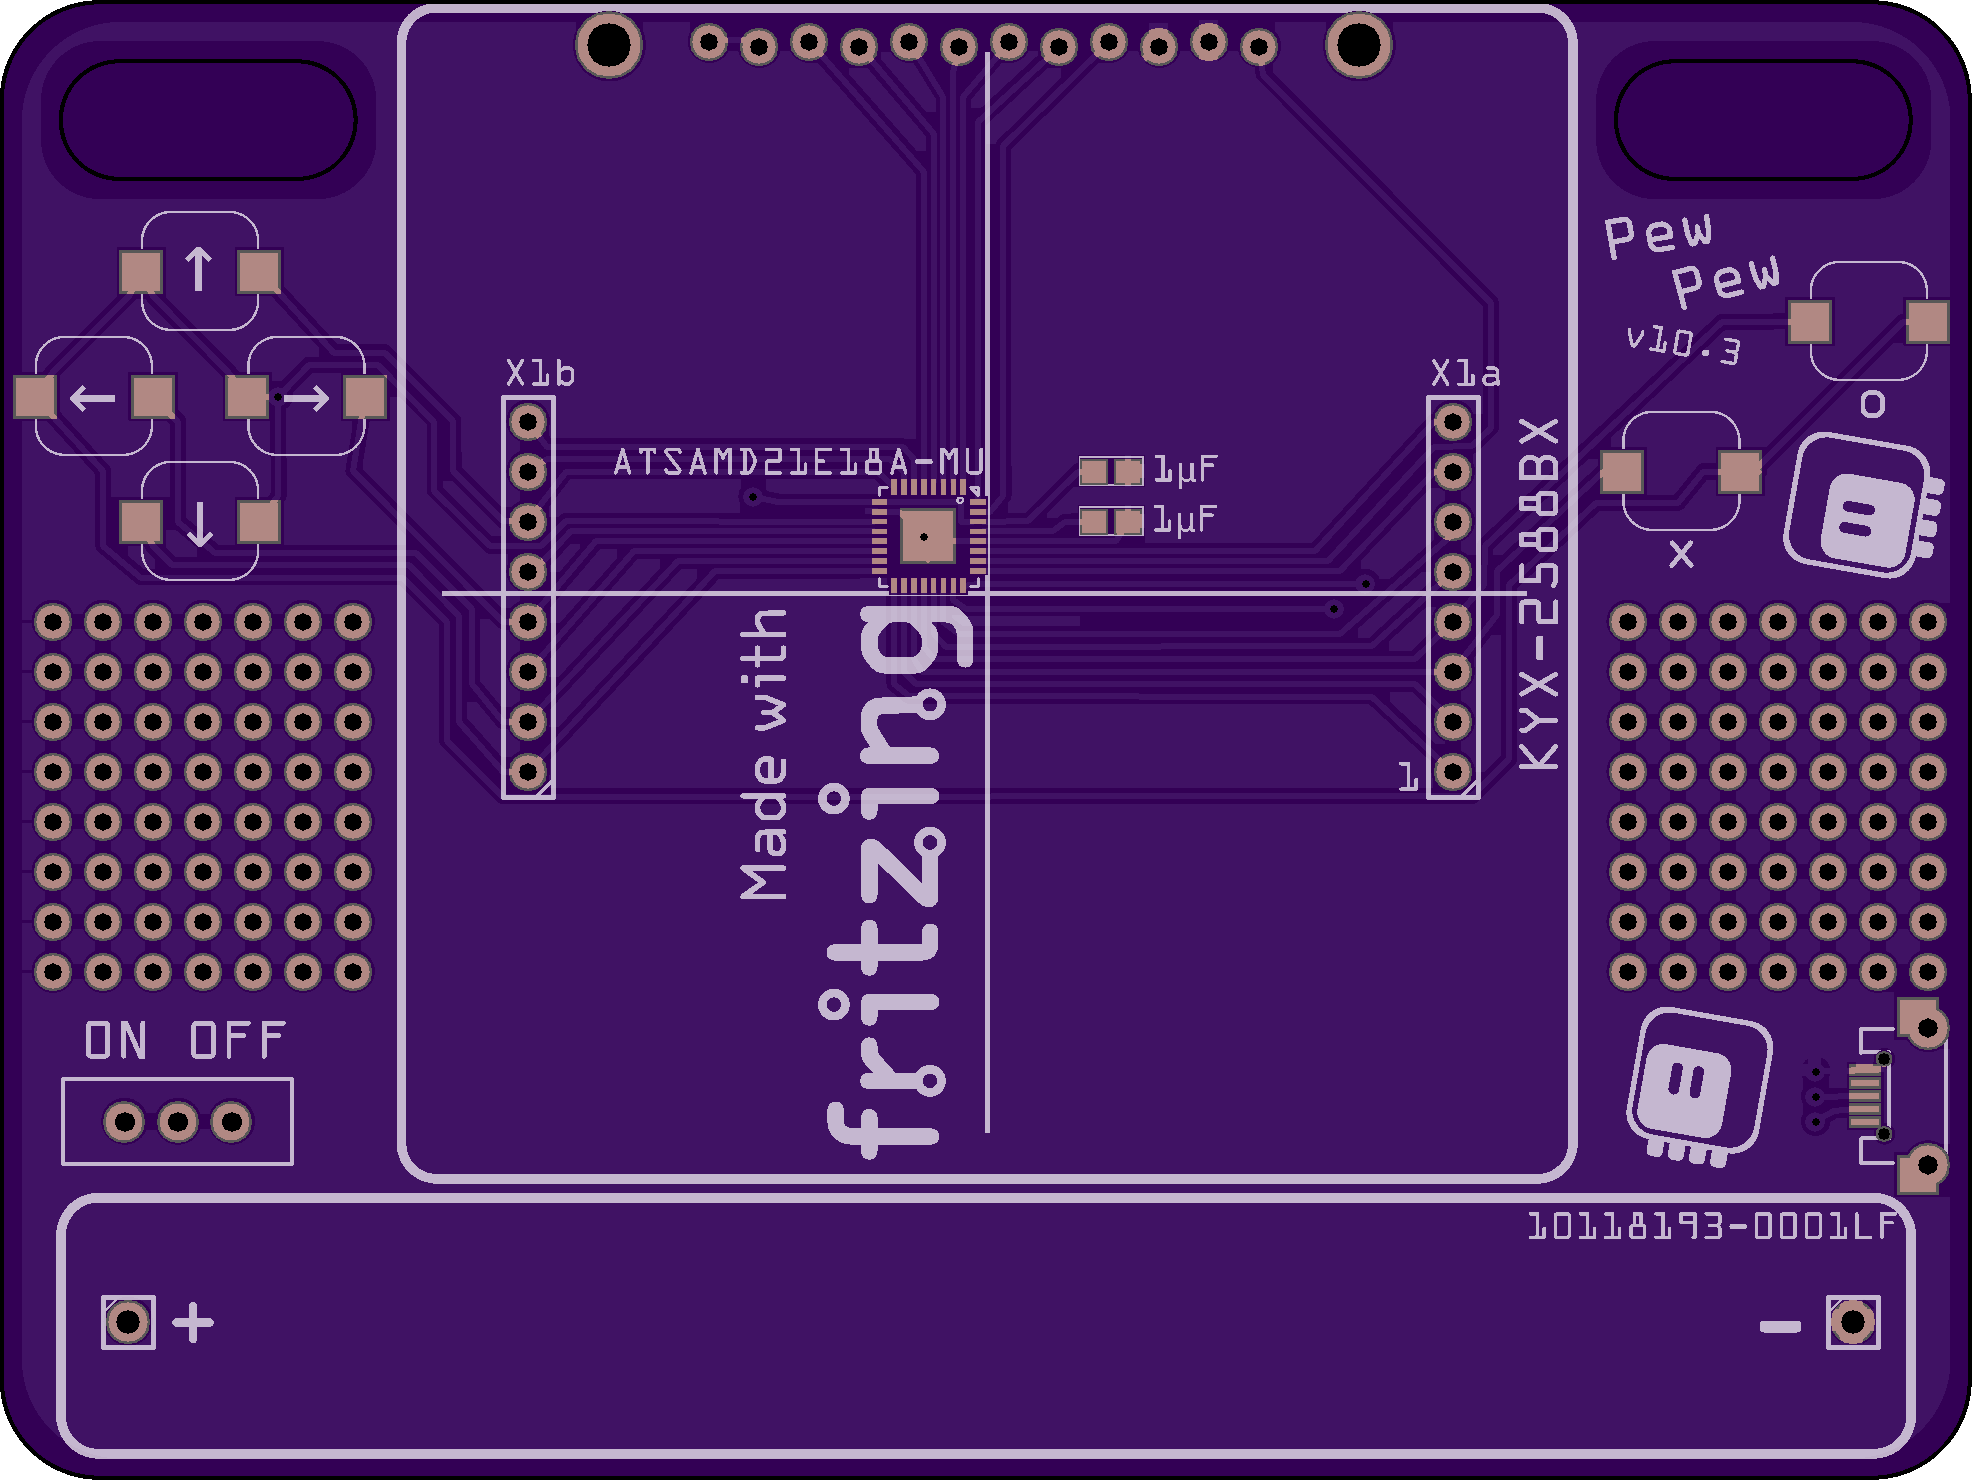 Pew
Pew
v10.3
↑
← →
↓
O
X
X1b
X1a
ATSAMD21E18A-MU
1µF
1µF
KYX-2588BX
1
Made with
fritzing
ON OFF
10118193-0001LF
+
-